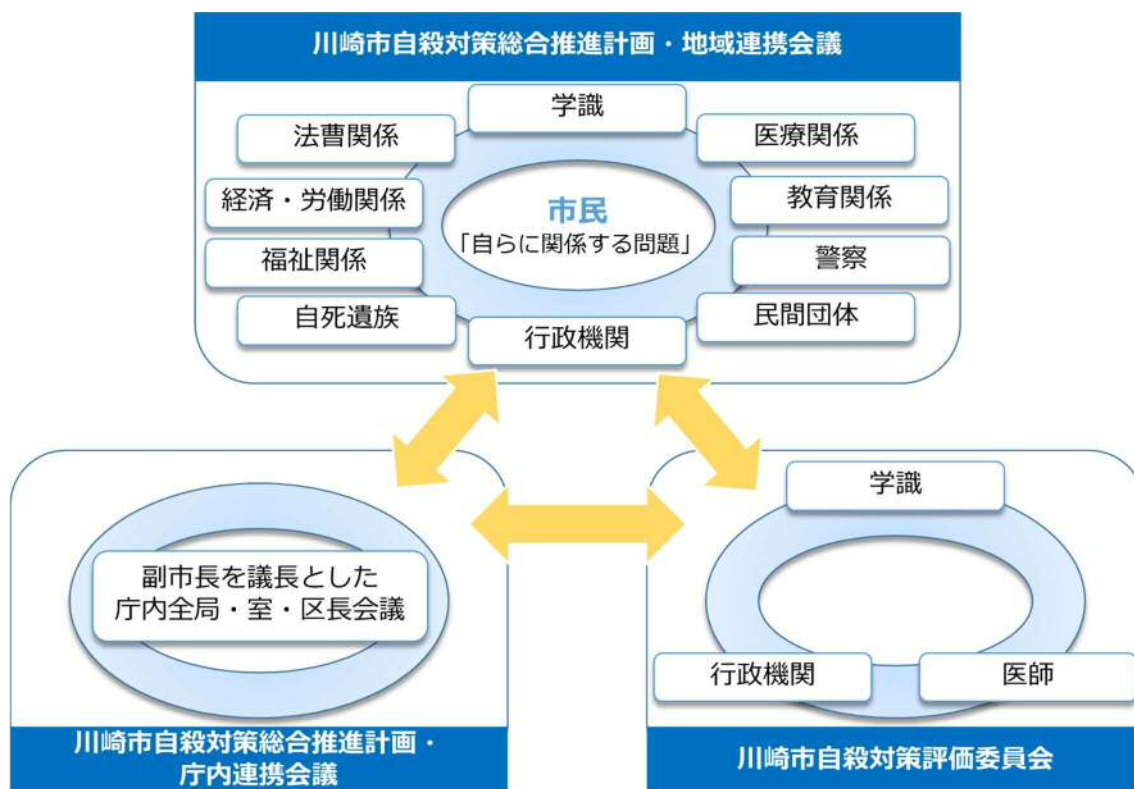 川崎市自殺対策総合推進計画・地域連携会議
学識
法曹関係
医療関係
経済・労働関係
教育関係
市民
「自らに関係する問題」
福祉関係
警察
自死遺族
民間団体
行政機関
副市長を議長とした
庁内全局・室・区長会議
川崎市自殺対策総合推進計画・
庁内連携会議
学識
行政機関
医師
川崎市自殺対策評価委員会